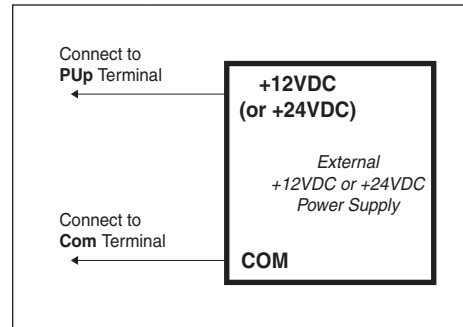 Connect to
PUp Terminal
+12VDC
(or +24VDC)
External
+12VDC or +24VDC
Power Supply
Connect to
Com Terminal
COM